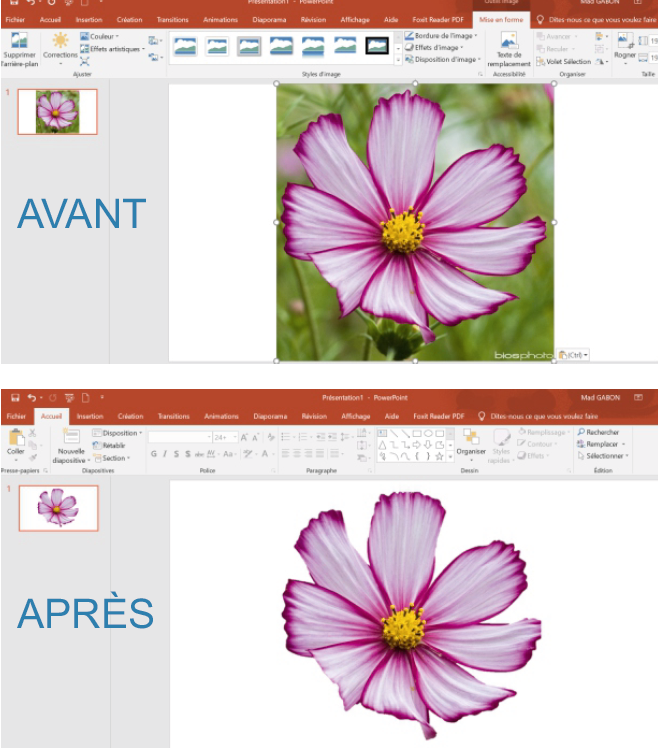 Présentation1 - PowerPoint
Outils Image
Mad GABON
Fichier Accueil Insertion Création Transitions Animations Diaporama Révision Affichage Aide Foxit Reader PDF Mise en forme Dites-nous ce que vous voulez faire
Supprimer l'arrière-plan
Corrections
Couleur
Effets artistiques
Ajuster
Styles d'image
Bordure de l'image
Effets d'image
Disposition d'image
Texte de remplacement
Accessibilité
Avancer
Reculer
Volet Sélection
Organiser
Rogner
Taille
1
AVANT
biosphoto
(Ctrl)
Présentation1 - PowerPoint
Mad GABON
Fichier Accueil Insertion Création Transitions Animations Diaporama Révision Affichage Aide Foxit Reader PDF Dites-nous ce que vous voulez faire
Coller
Presse-papiers
Nouvelle diapositive
Disposition
Rétablir
Section
Diapositives
24+
G I S S abc AV Aa A
Police
Paragraphe
Organiser
Styles rapides
Remplissage
Contour
Effets
Dessin
Rechercher
Remplacer
Sélectionner
Édition
1
APRÈS